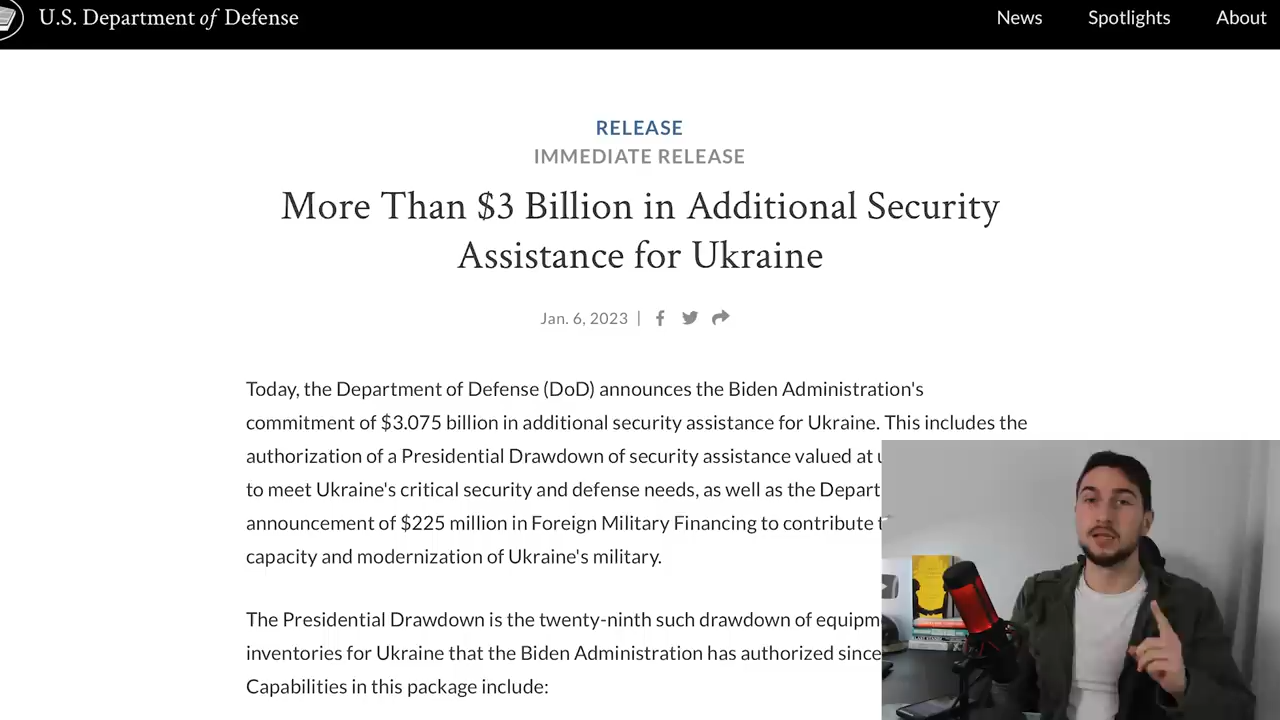 U.S. Department of Defense
News Spotlights About
RELEASE
IMMEDIATE RELEASE
More Than $3 Billion in Additional Security
Assistance for Ukraine
Jan. 6, 2023 |
Today, the Department of Defense (DoD) announces the Biden Administration's
commitment of $3.075 billion in additional security assistance for Ukraine. This includes the
authorization of a Presidential Drawdown of security assistance valued at
to meet Ukraine's critical security and defense needs, as well as the Depart
announcement of $225 million in Foreign Military Financing to contribute
capacity and modernization of Ukraine's military.
The Presidential Drawdown is the twenty-ninth such drawdown of equipm
inventories for Ukraine that the Biden Administration has authorized since
Capabilities in this package include: